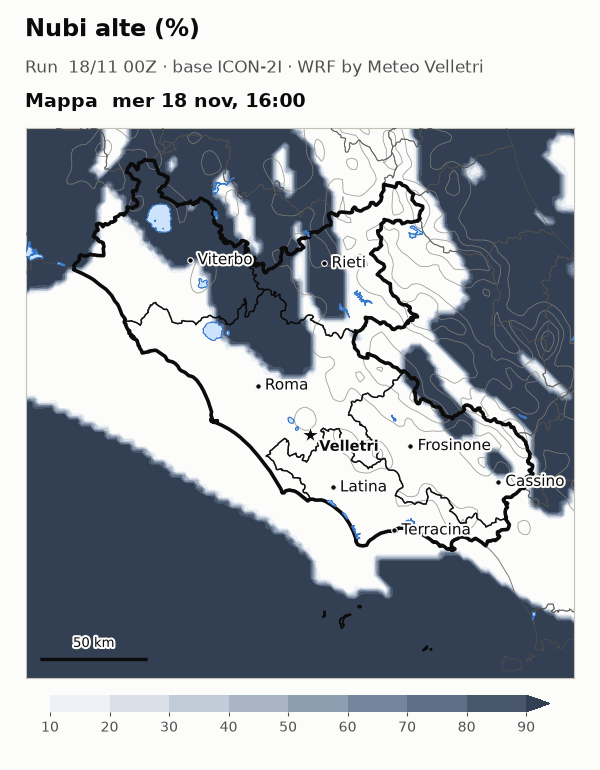 Nubi alte (%)
Run  18/11 00Z · base ICON-2I · WRF by Meteo Velletri
Mappa  mer 18 nov, 16:00
Viterbo
Rieti
Roma
Velletri
Frosinone
Latina
Cassino
Terracina
50 km
10 20 30 40 50 60 70 80 90